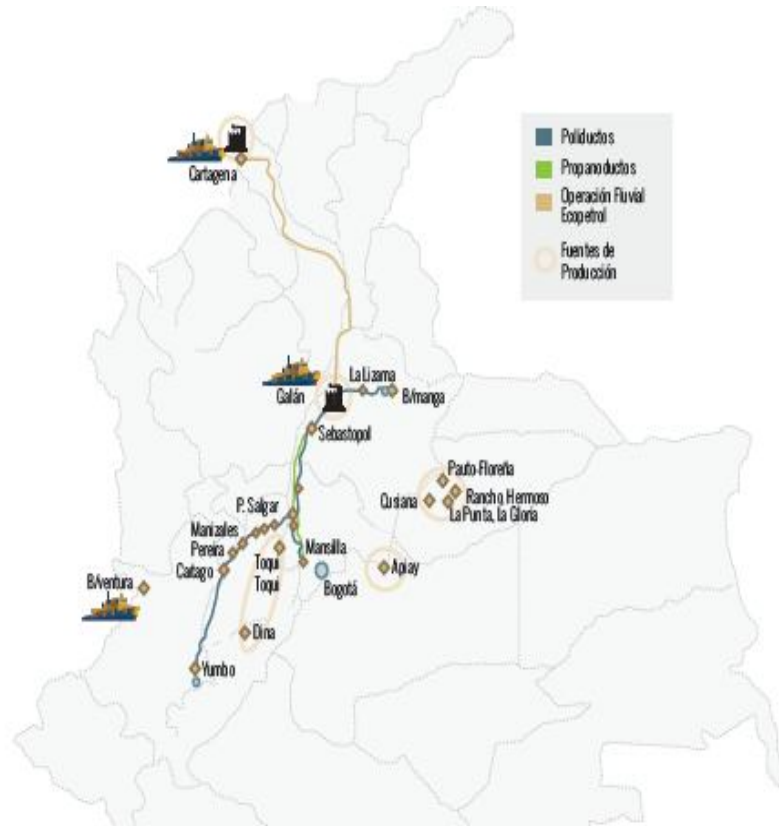 Poliductos
Propanoductos
Operación Fluvial
Ecopetrol
Fuentes de
Producción
Cartagena
La Lizama
Galán
B/manga
Sebastopol
Pauto-Floreña
Cusiana
Rancho Hermoso
La Punta, la Gloria
P. Salgar
Manizales
Pereira
Cartago
Toqui
Toqui
Mansilla
Apiay
Bogotá
B/ventura
Dina
Yumbo